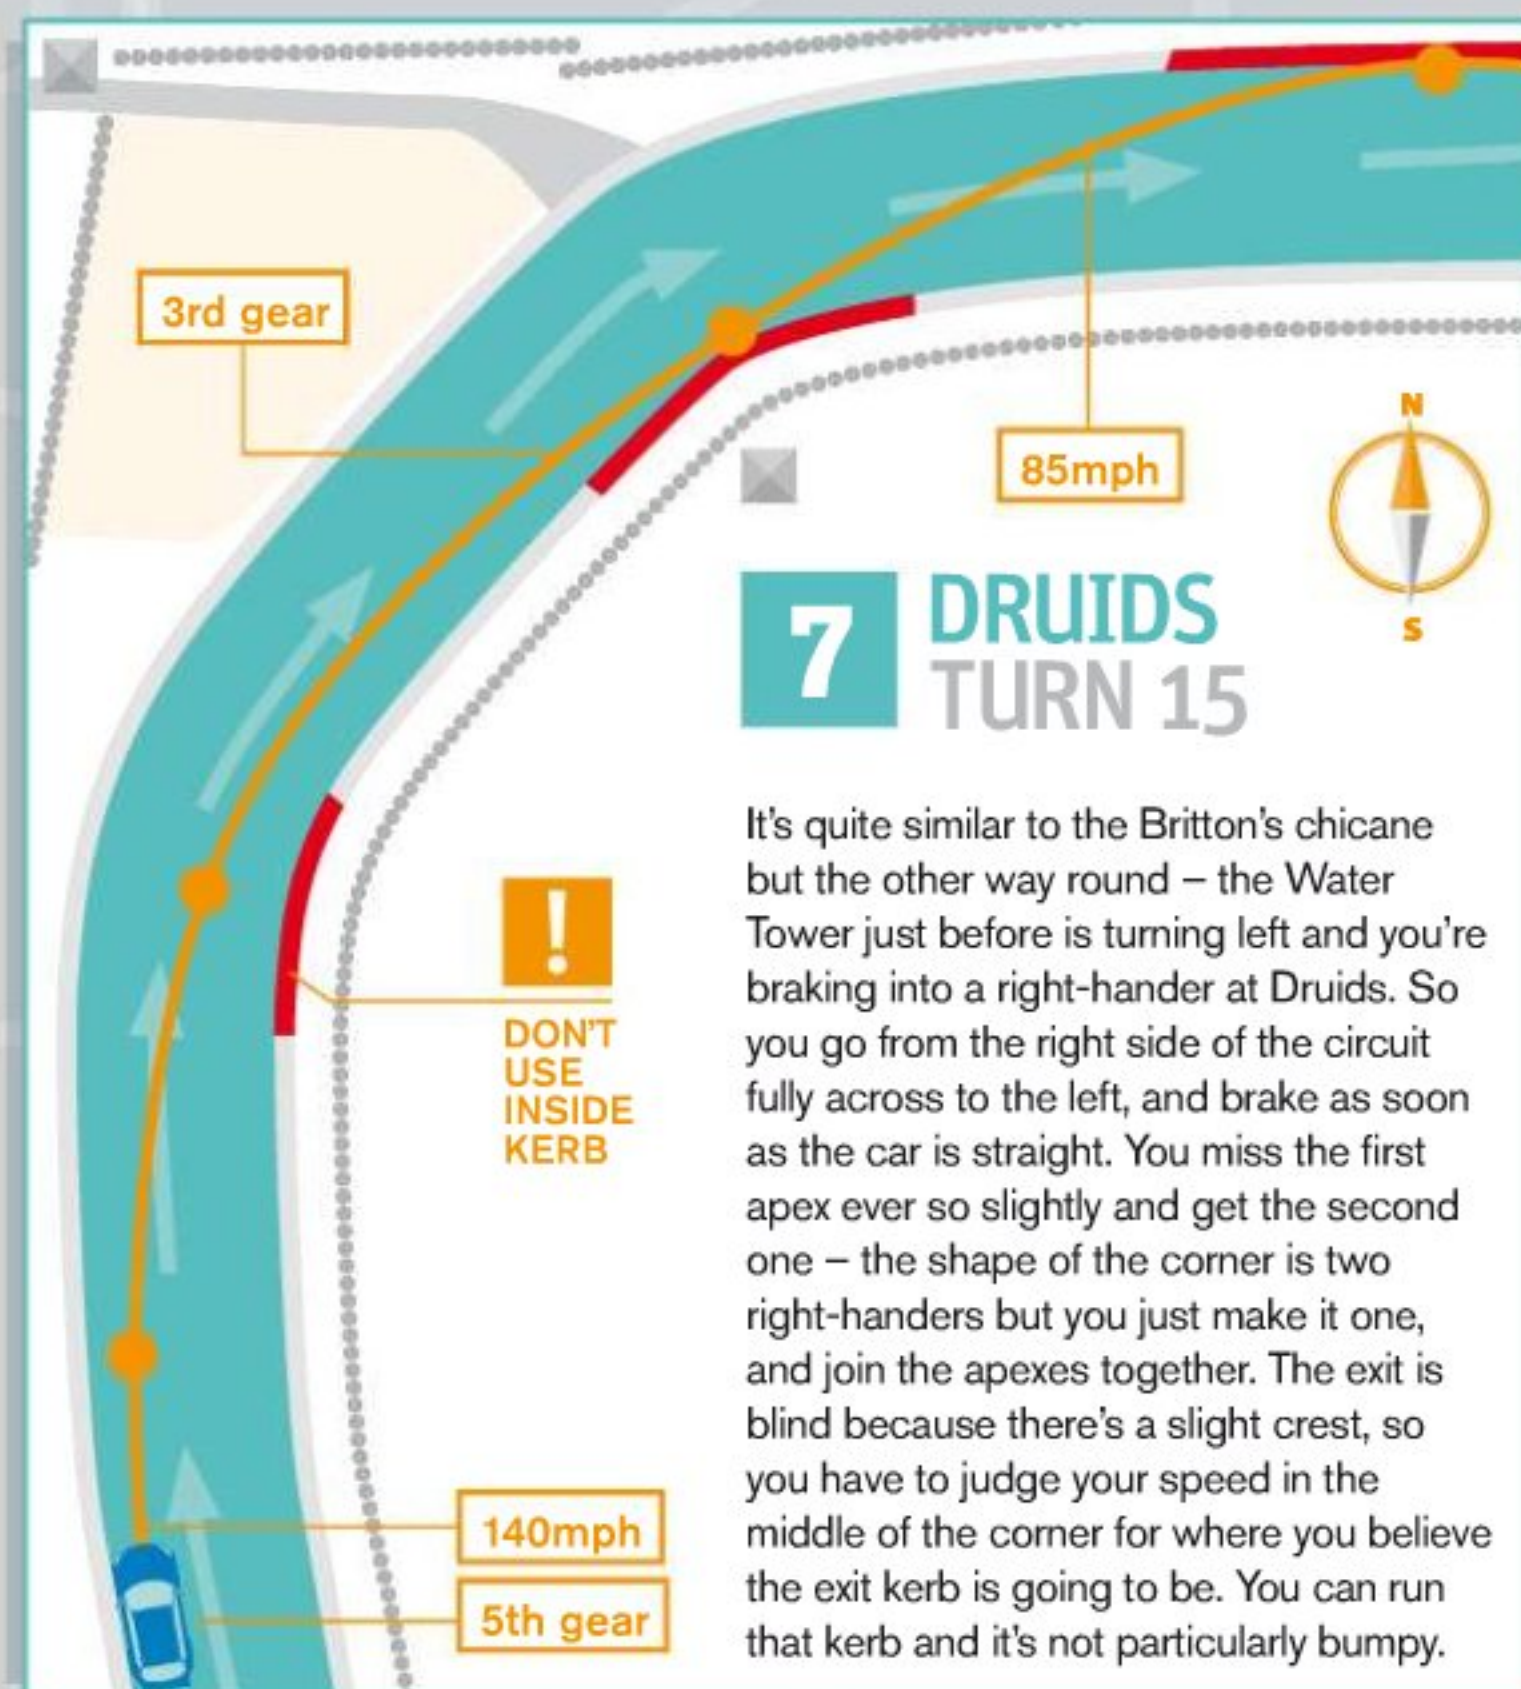 3rd gear
N
85mph
S
7
DRUIDS
TURN 15
It's quite similar to the Britton's chicane
but the other way round – the Water
Tower just before is turning left and you're
braking into a right-hander at Druids. So
you go from the right side of the circuit
fully across to the left, and brake as soon
as the car is straight. You miss the first
apex ever so slightly and get the second
one – the shape of the corner is two
right-handers but you just make it one,
and join the apexes together. The exit is
blind because there's a slight crest, so
you have to judge your speed in the
middle of the corner for where you believe
the exit kerb is going to be. You can run
that kerb and it's not particularly bumpy.
!
DON'T
USE
INSIDE
KERB
140mph
5th gear